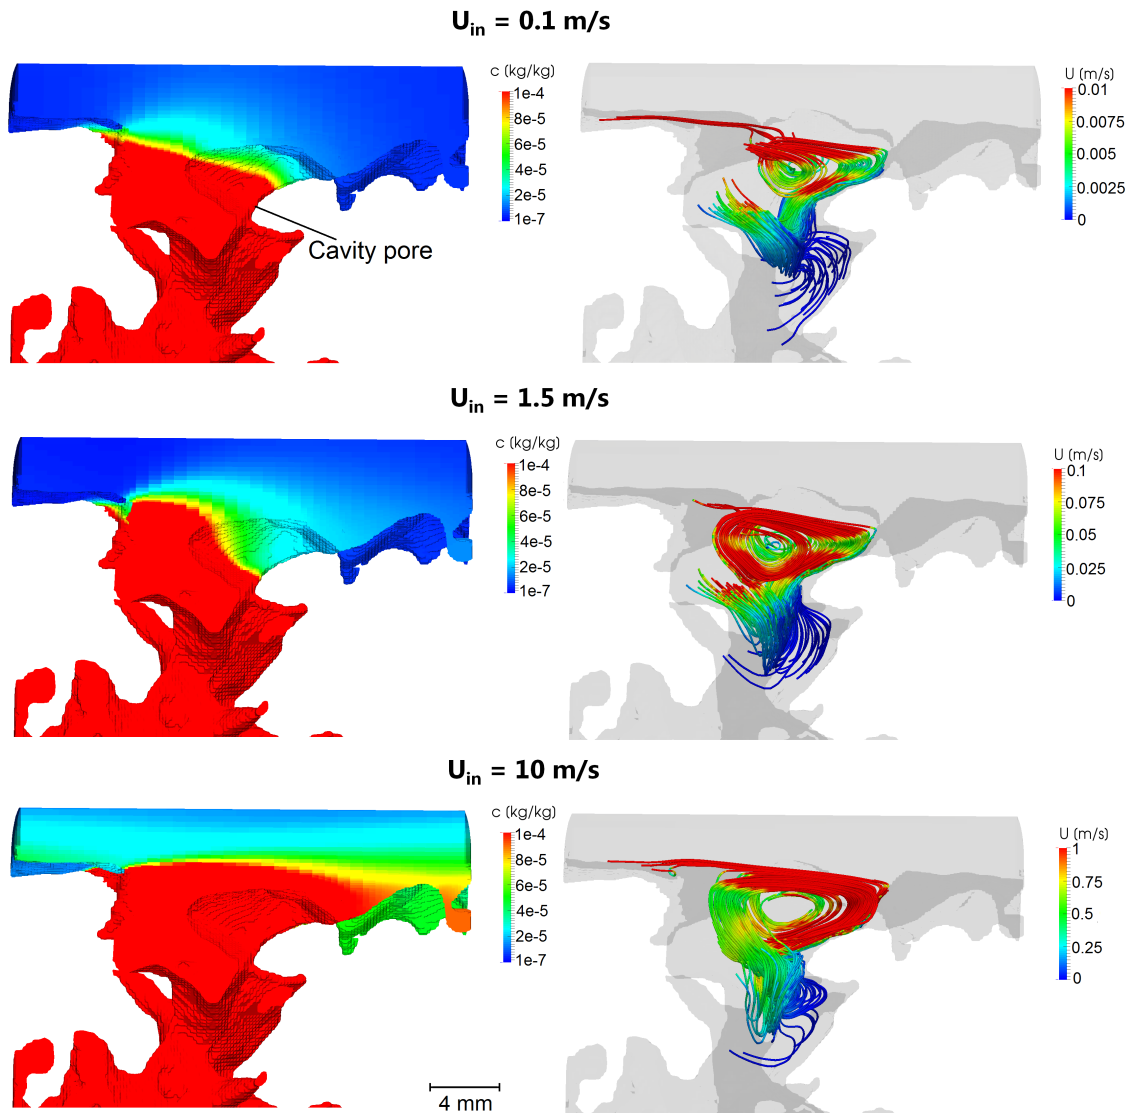 U_in = 0.1 m/s
c (kg/kg)
1e-4
8e-5
6e-5
4e-5
2e-5
1e-7
Cavity pore
U (m/s)
0.01
0.0075
0.005
0.0025
0
U_in = 1.5 m/s
c (kg/kg)
1e-4
8e-5
6e-5
4e-5
2e-5
1e-7
U (m/s)
0.1
0.075
0.05
0.025
0
U_in = 10 m/s
c (kg/kg)
1e-4
8e-5
6e-5
4e-5
2e-5
1e-7
U (m/s)
1
0.75
0.5
0.25
0
4 mm